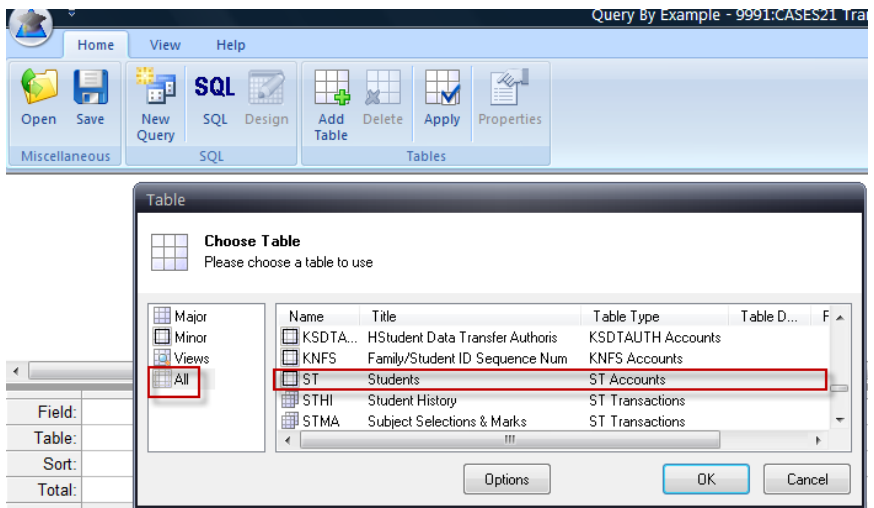 Query By Example - 9991:CASES21 Tra
Home View Help
SQL
Open Save New Query SQL Design Add Table Delete Apply Properties
Miscellaneous SQL Tables
Table
Choose Table
Please choose a table to use
Major
Minor
Views
All
Name Title Table Type Table D... F
KSDTA... HStudent Data Transfer Authoris KSDTAUTH Accounts
KNFS Family/Student ID Sequence Num KNFS Accounts
ST Students ST Accounts
STHI Student History ST Transactions
STMA Subject Selections & Marks ST Transactions
Field:
Table:
Sort:
Total:
Options OK Cancel